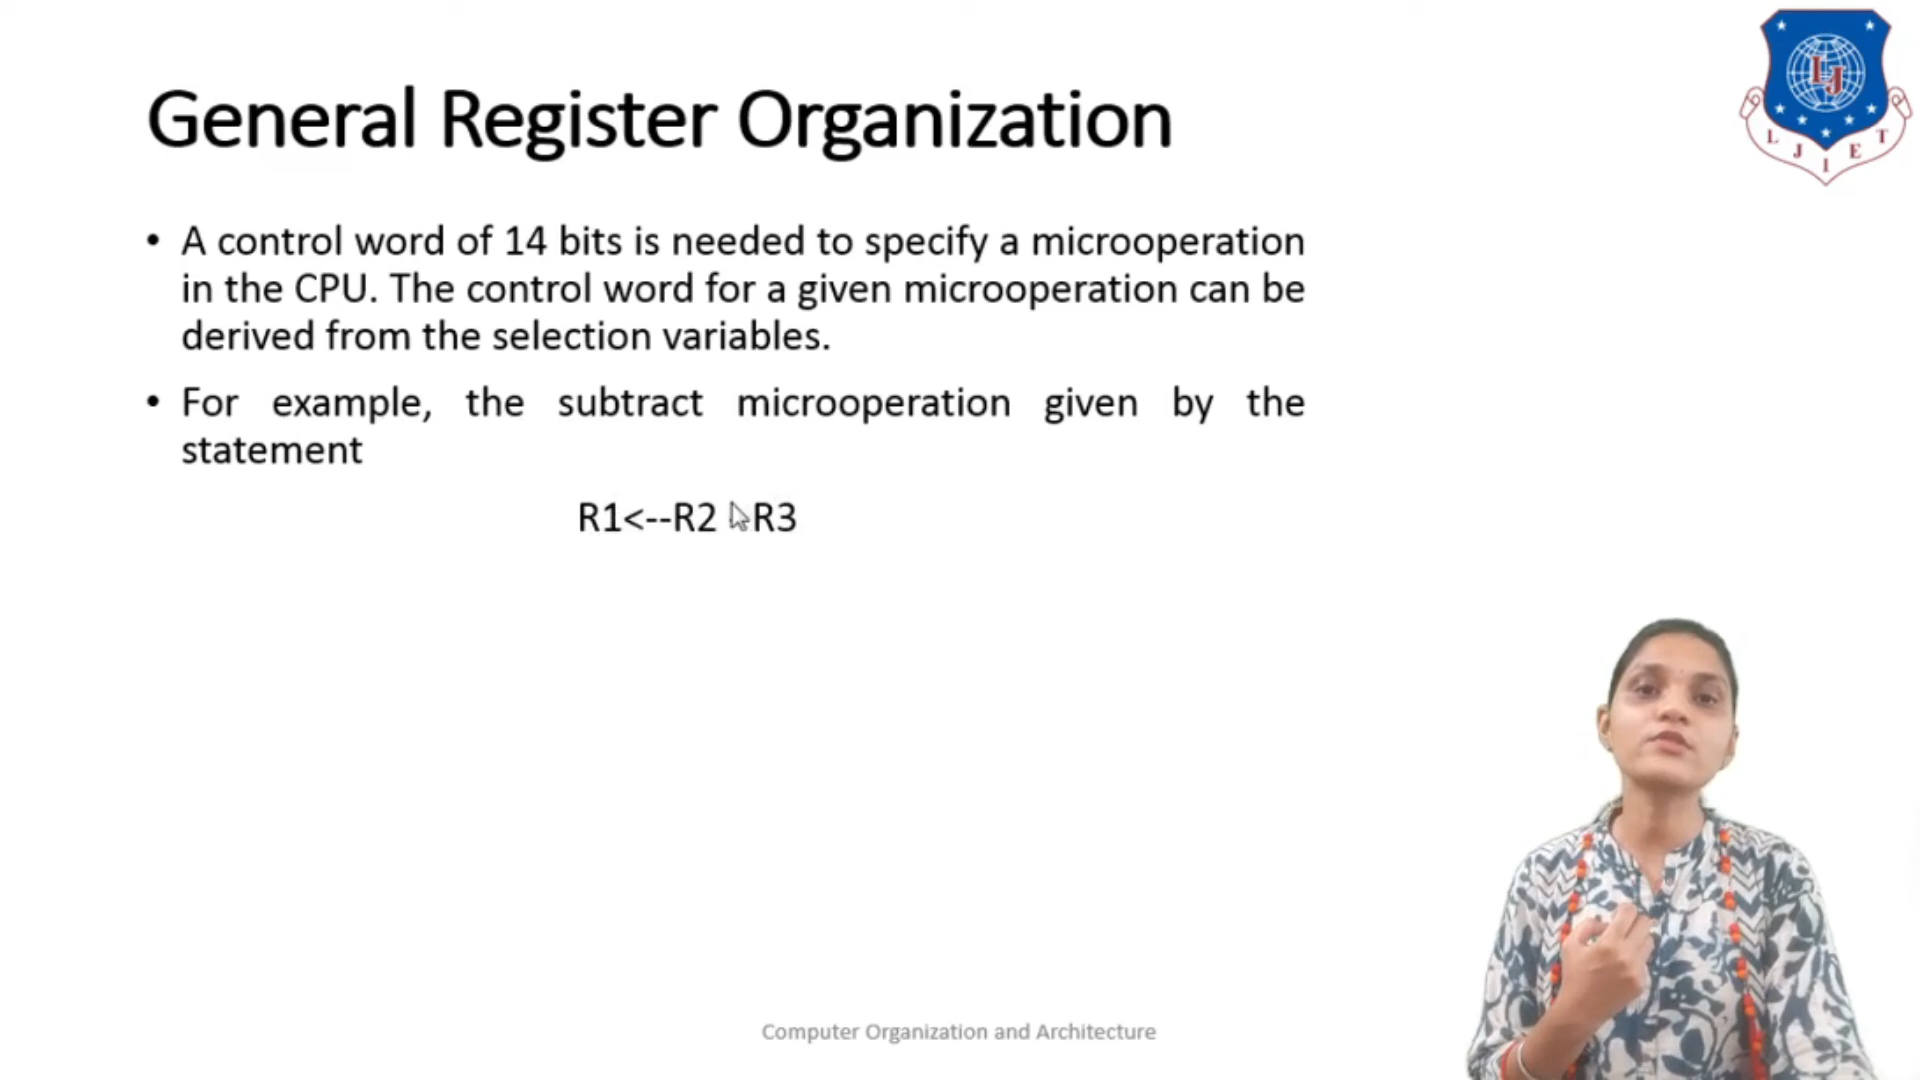 General Register Organization
L J I E T
LJ
• A control word of 14 bits is needed to specify a microoperation
in the CPU. The control word for a given microoperation can be
derived from the selection variables.
• For example, the subtract microoperation given by the
statement
R1<--R2 R3
Computer Organization and Architecture